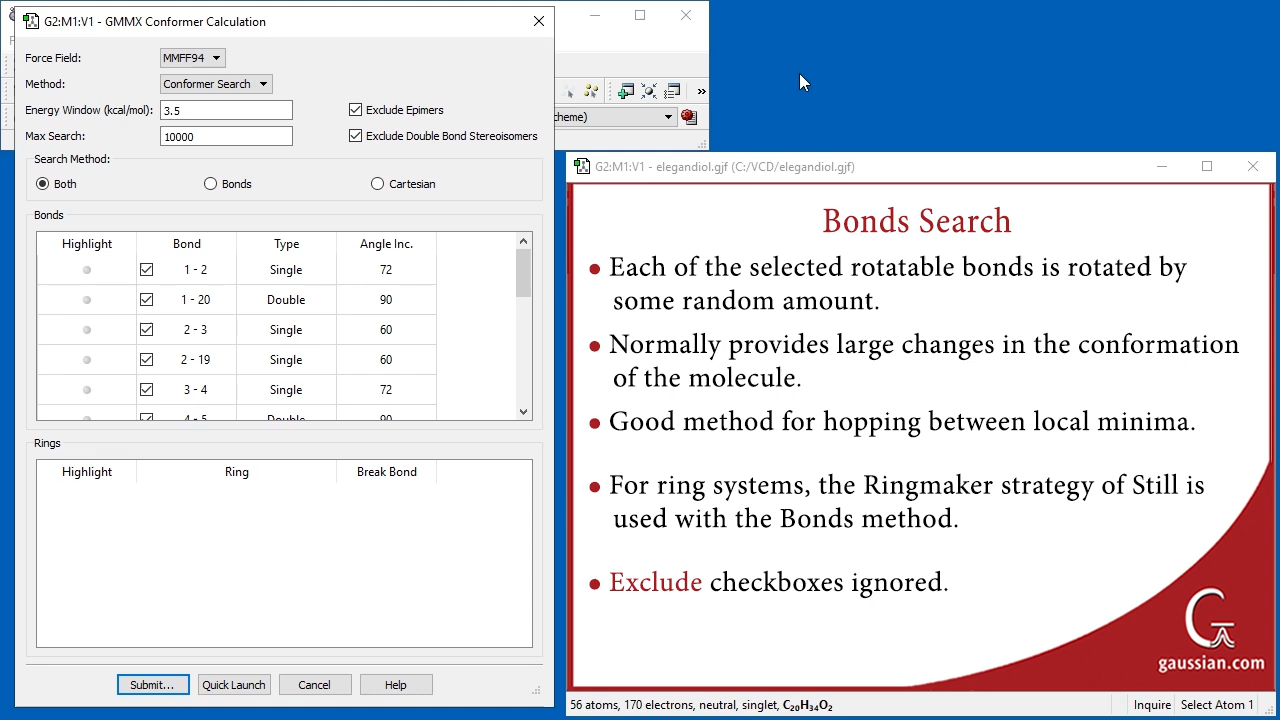 G2:M1:V1 - GMMX Conformer Calculation
Force Field:
MMFF94
Method:
Conformer Search
Energy Window (kcal/mol):
3.5
Exclude Epimers
Max Search:
10000
Exclude Double Bond Stereoisomers
Search Method:
Both
Bonds
Cartesian
Bonds
Highlight Bond Type Angle Inc.
1 - 2 Single 72
1 - 20 Double 90
2 - 3 Single 60
2 - 19 Single 60
3 - 4 Single 72
4 - 5 Double 90
Rings
Highlight Ring Break Bond
Submit...
Quick Launch
Cancel
Help
»
cheme)
G2:M1:V1 - elegandiol.gjf (C:/VCD/elegandiol.gjf)
Bonds Search
• Each of the selected rotatable bonds is rotated by
some random amount.
• Normally provides large changes in the conformation
of the molecule.
• Good method for hopping between local minima.
• For ring systems, the Ringmaker strategy of Still is
used with the Bonds method.
• Exclude checkboxes ignored.
gaussian.com
56 atoms, 170 electrons, neutral, singlet, C₂₀H₃₄O₂
Inquire
Select Atom 1